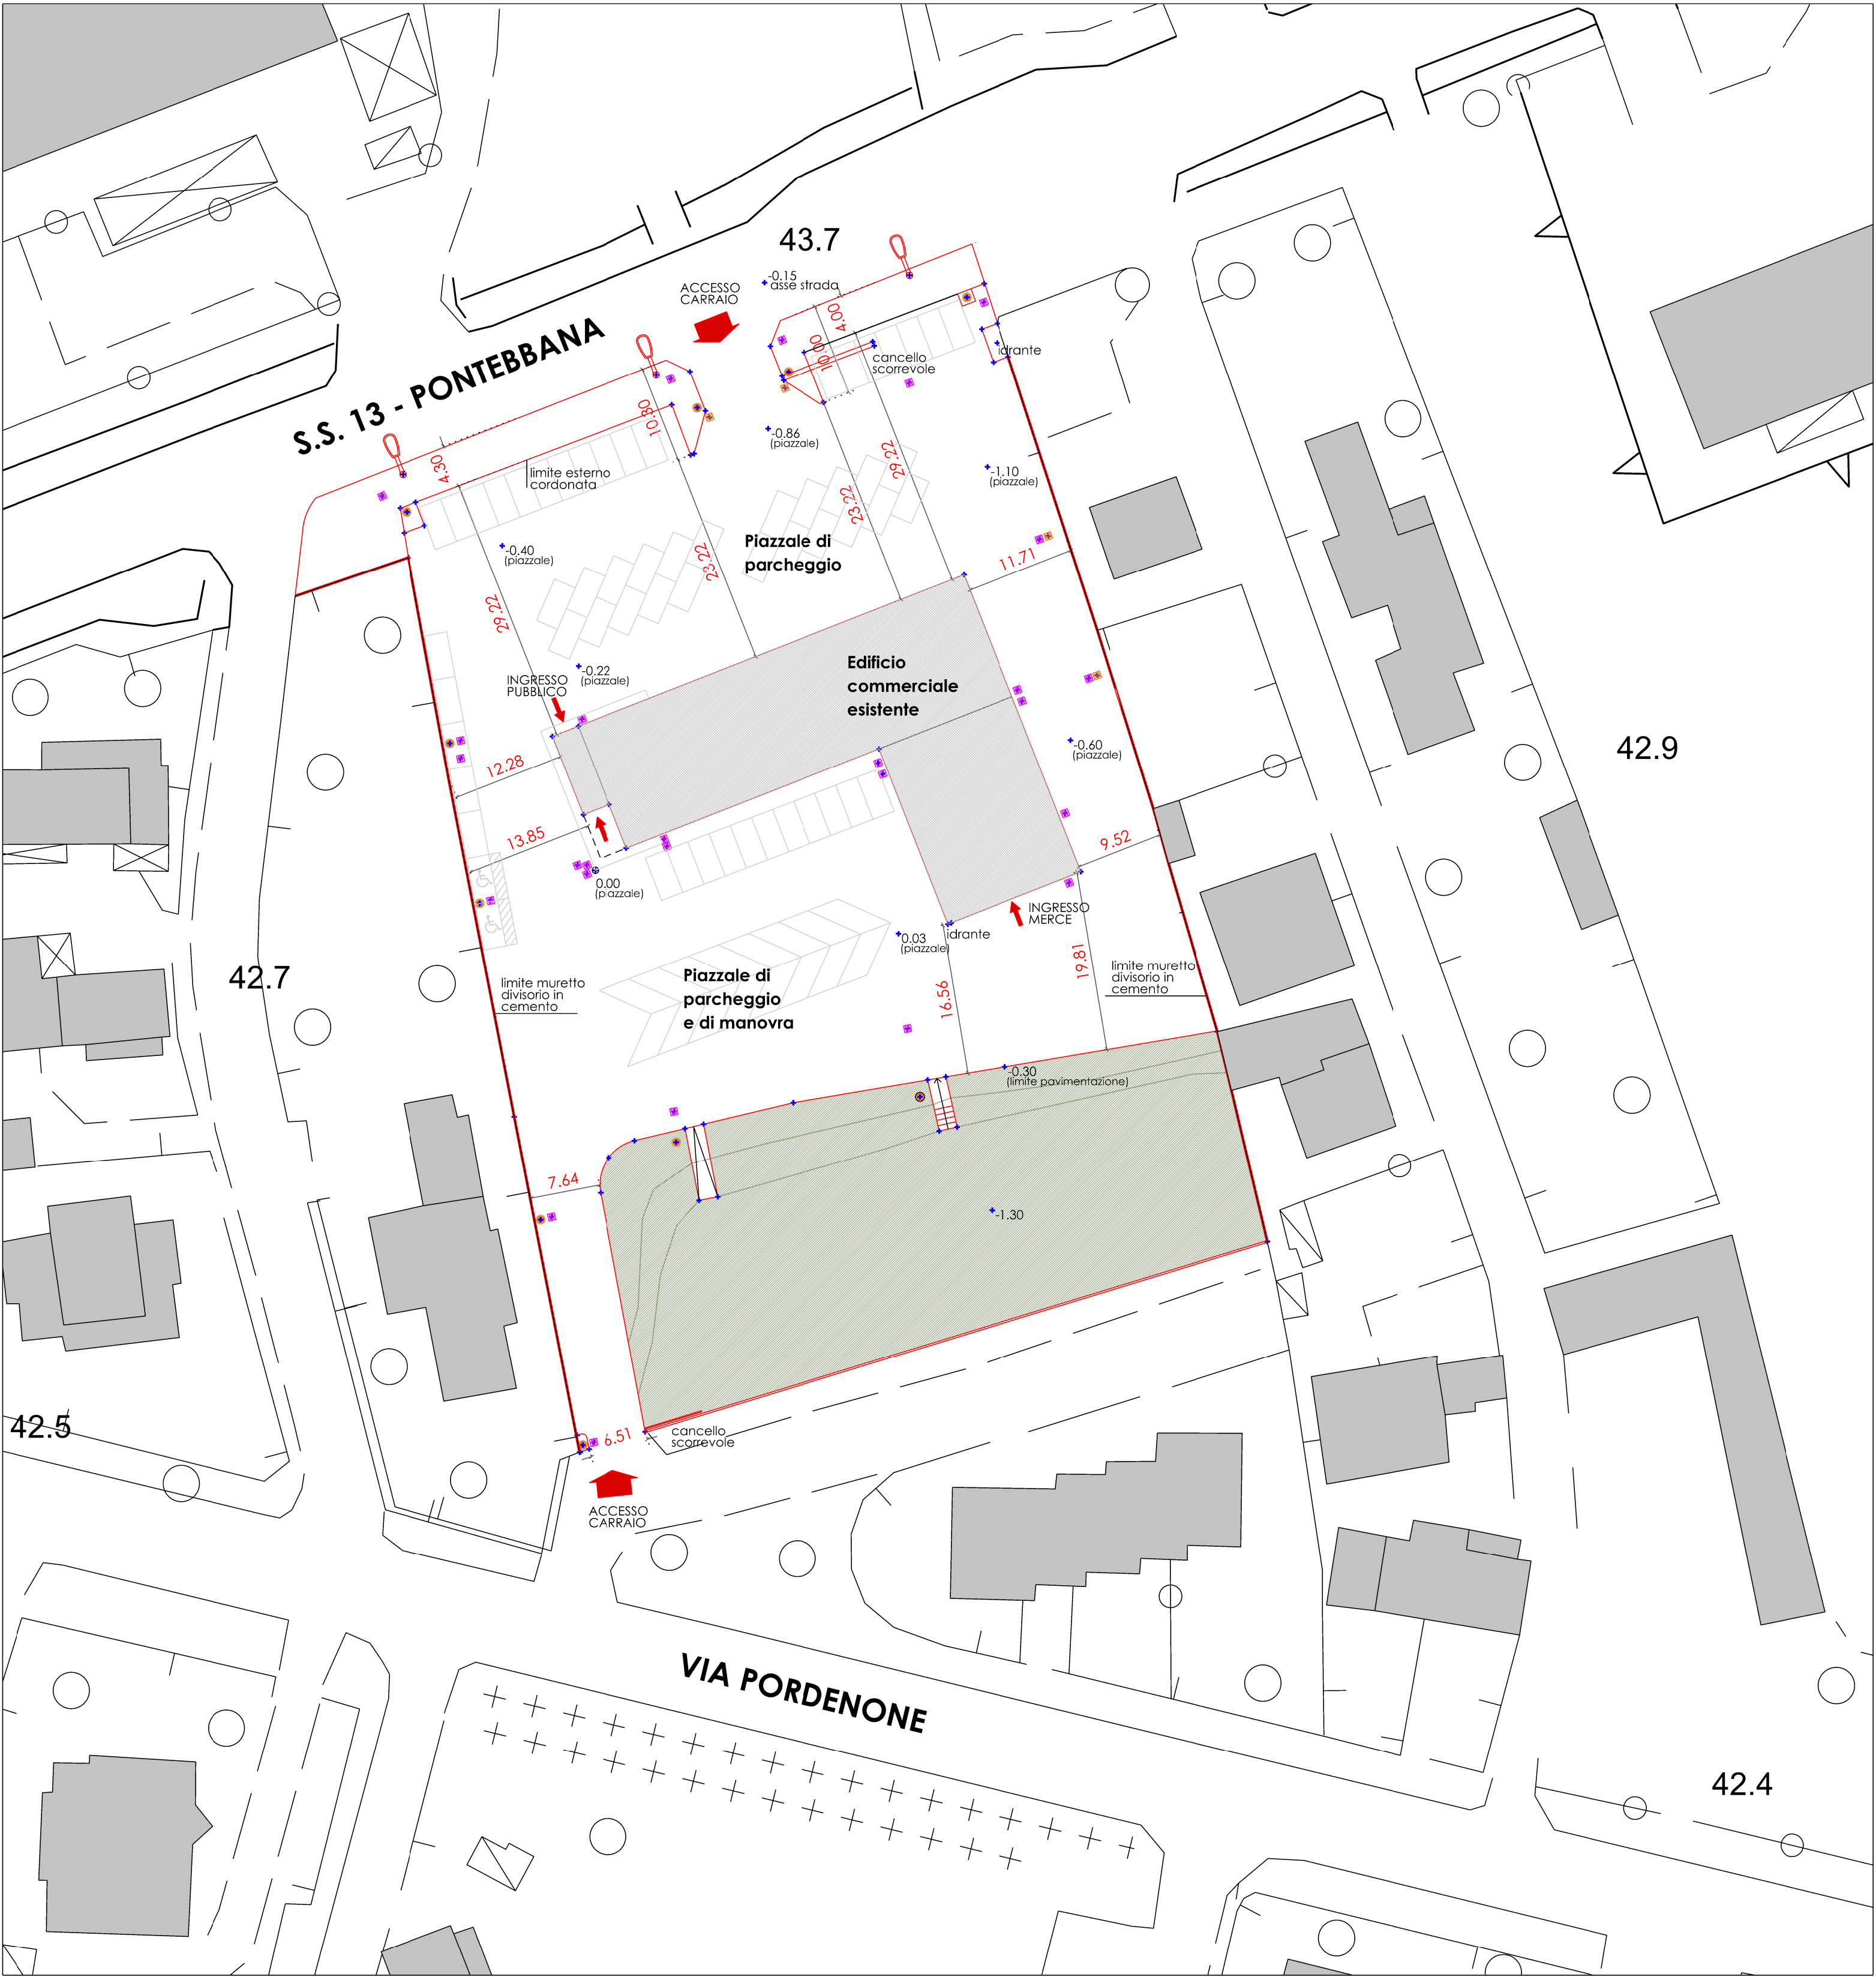 43.7
-0.15
asse strada
ACCESSO
CARRAIO
4.00
10.00
S.S. 13 - PONTEBBANA
idrante
cancello
scorrevole
10.80
-0.86
(piazzale)
4.30
limite esterno
cordonata
29.22
-1.10
(piazzale)
23.22
-0.40
(piazzale)
23.22
Piazzale di
parcheggio
11.71
29.22
Edificio
commerciale
esistente
-0.22
(piazzale)
INGRESSO
PUBBLICO
42.9
-0.60
(piazzale)
12.28
13.85
9.52
0.00
(piazzale)
INGRESSO
MERCE
idrante
0.03
(piazzale)
19.81
42.7
limite muretto
divisorio in
cemento
Piazzale di
parcheggio
e di manovra
16.56
limite muretto
divisorio in
cemento
-0.30
(limite pavimentazione)
7.64
-1.30
42.5
6.51
cancello
scorrevole
ACCESSO
CARRAIO
VIA PORDENONE
42.4